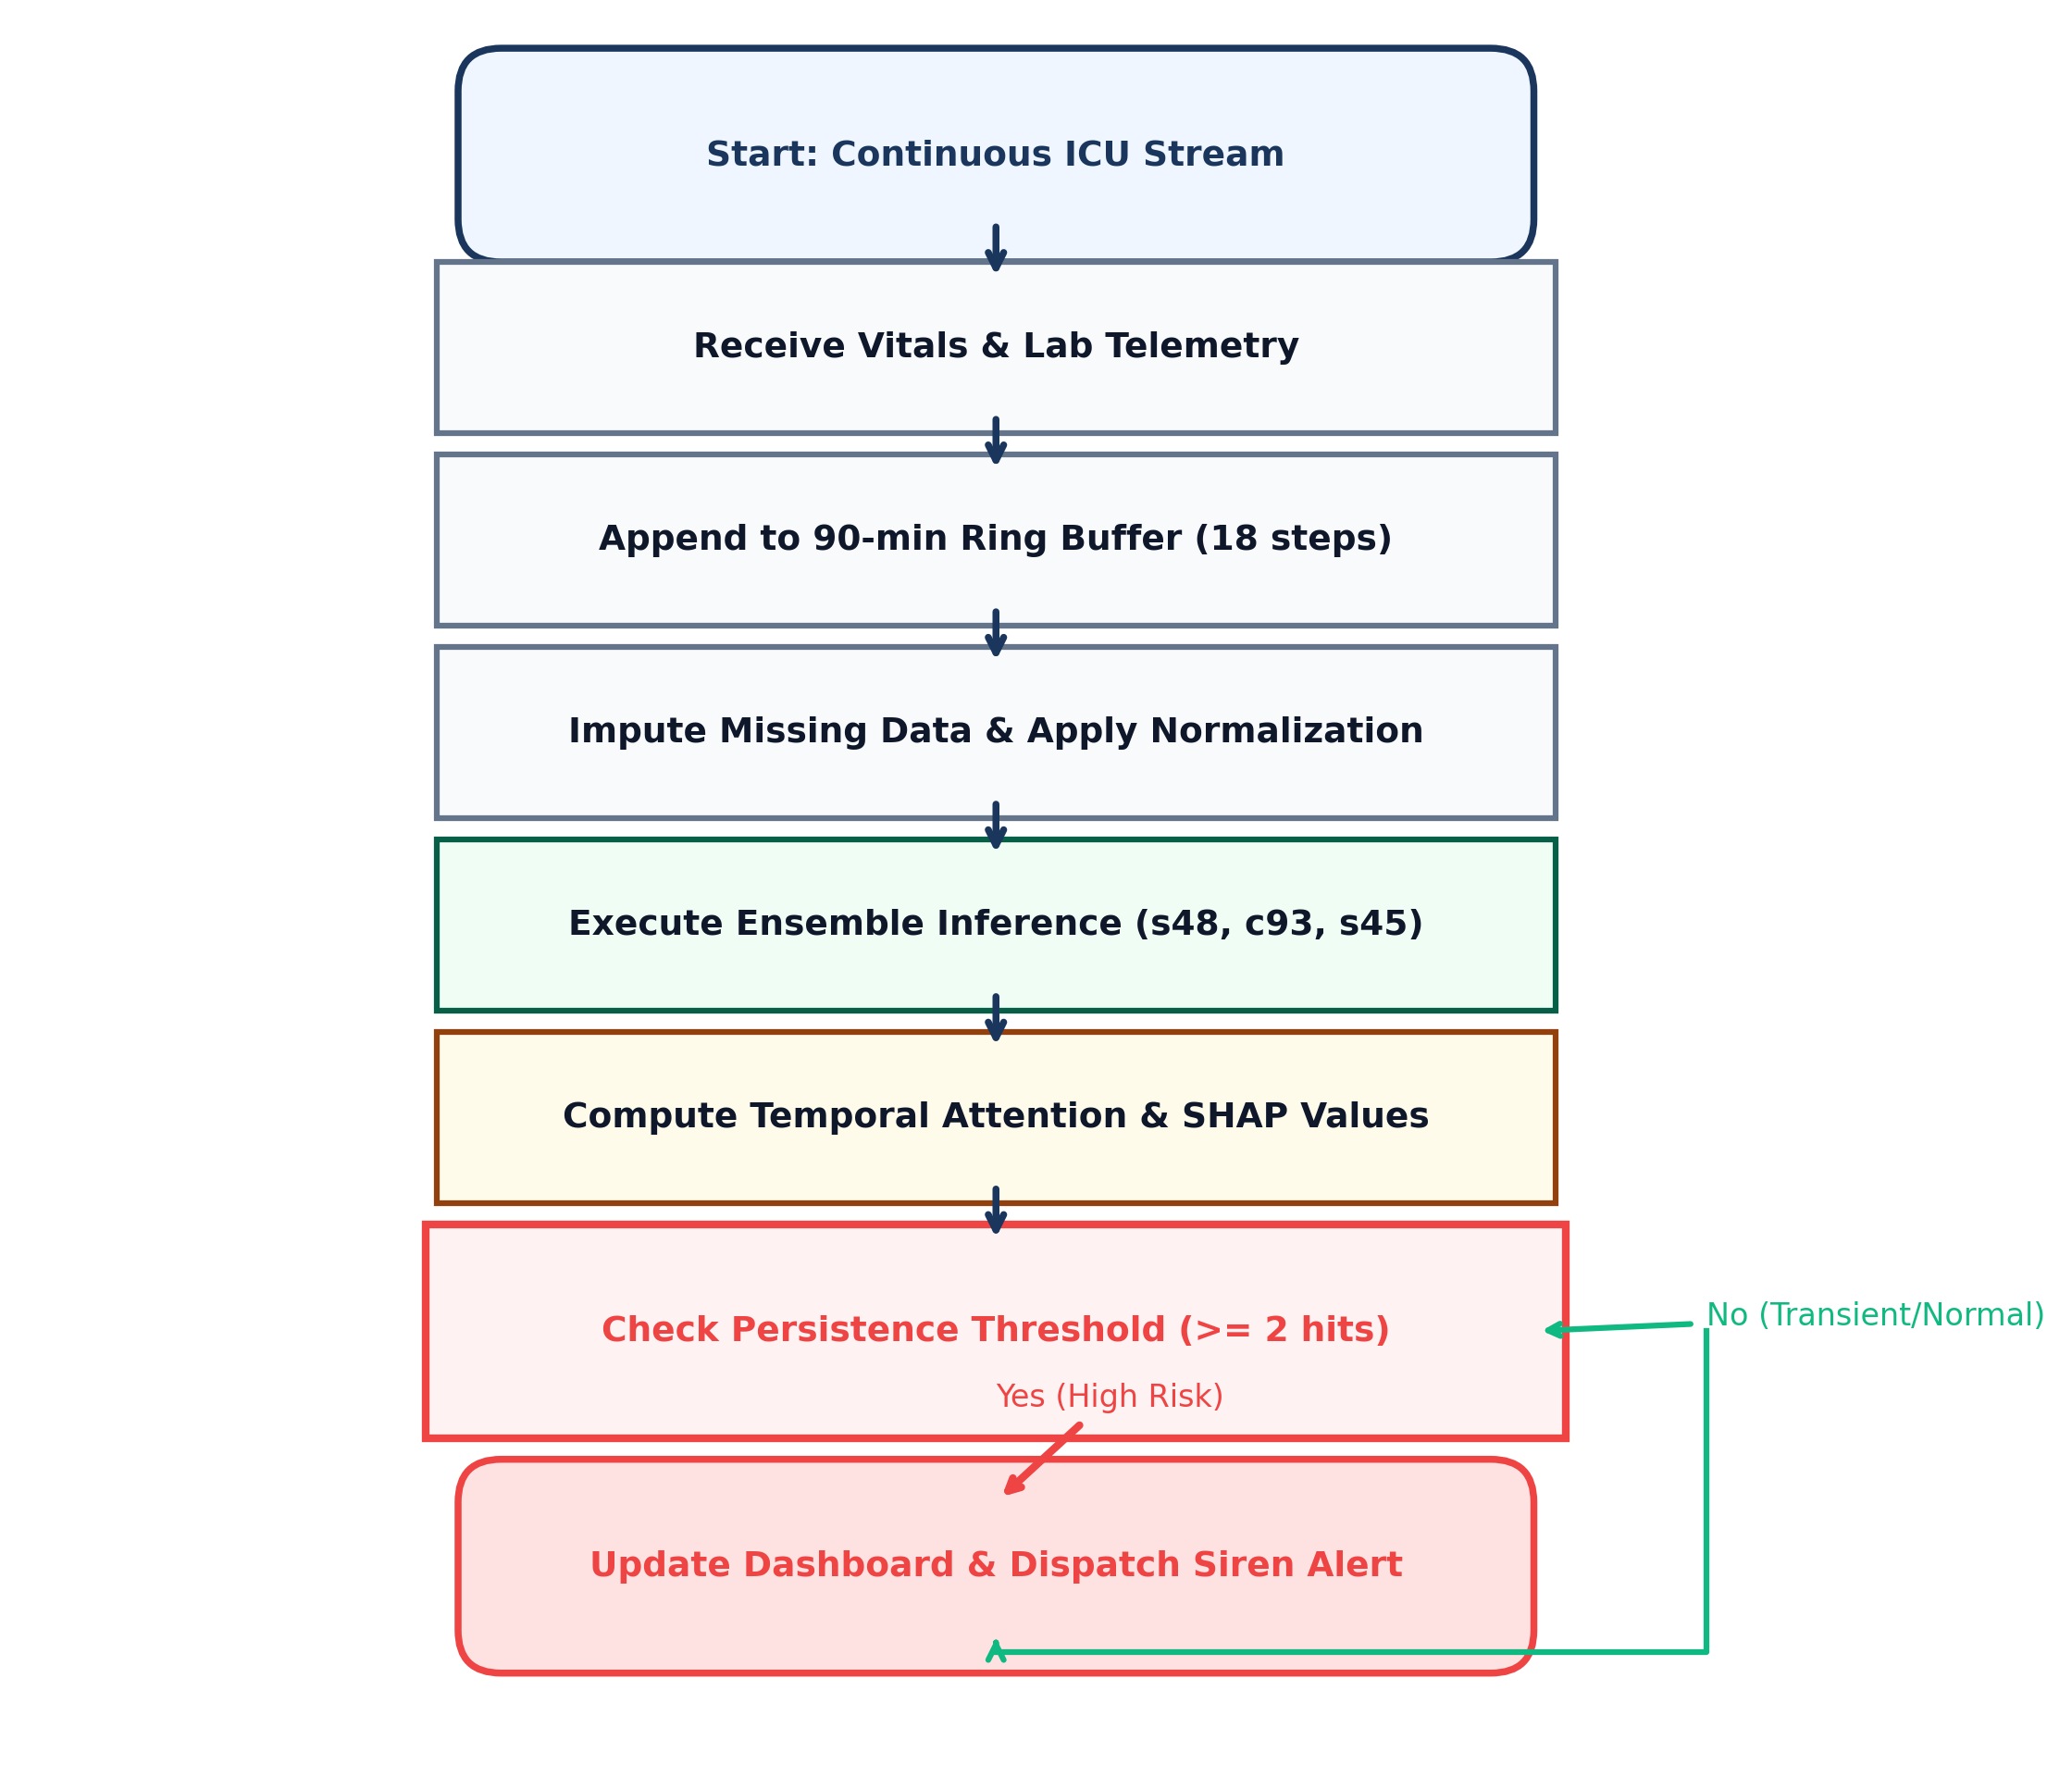 Start: Continuous ICU Stream
Receive Vitals & Lab Telemetry
Append to 90-min Ring Buffer (18 steps)
Impute Missing Data & Apply Normalization
Execute Ensemble Inference (s48, c93, s45)
Compute Temporal Attention & SHAP Values
No (Transient/Normal)
Check Persistence Threshold (>= 2 hits)
Yes (High Risk)
Update Dashboard & Dispatch Siren Alert